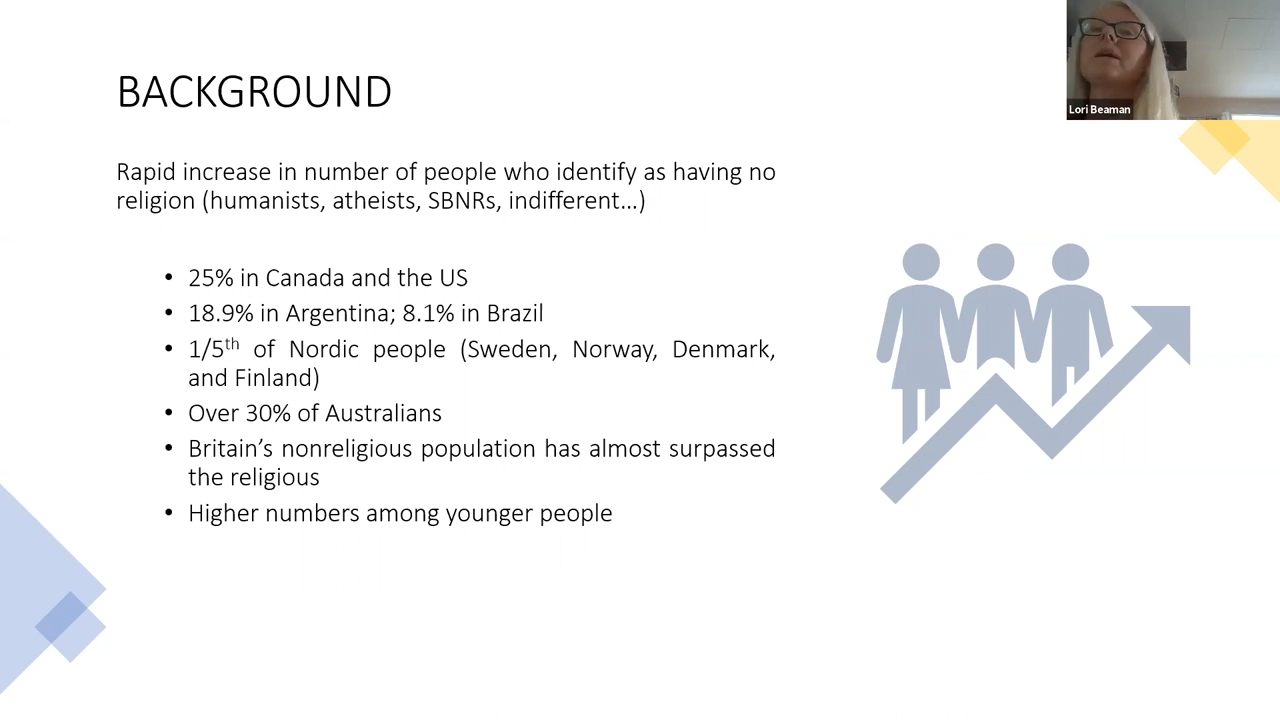 BACKGROUND
Lori Beaman
Rapid increase in number of people who identify as having no
religion (humanists, atheists, SBNRs, indifferent…)
• 25% in Canada and the US
• 18.9% in Argentina; 8.1% in Brazil
• 1/5th of Nordic people (Sweden, Norway, Denmark,
and Finland)
• Over 30% of Australians
• Britain’s nonreligious population has almost surpassed
the religious
• Higher numbers among younger people